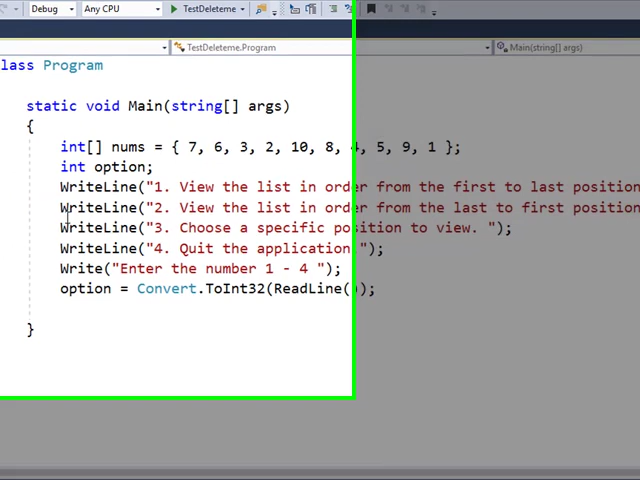 Debug Any CPU TestDeleteme
TestDeleteme.Program Main(string[] args)
lass Program
static void Main(string[] args)
{
int[] nums = { 7, 6, 3, 2, 10, 8, 4, 5, 9, 1 };
int option;
WriteLine("1. View the list in order from the first to last position
WriteLine("2. View the list in order from the last to first position
WriteLine("3. Choose a specific position to view. ");
WriteLine("4. Quit the application ");
Write("Enter the number 1 - 4 ");
option = Convert.ToInt32(ReadLine());
}